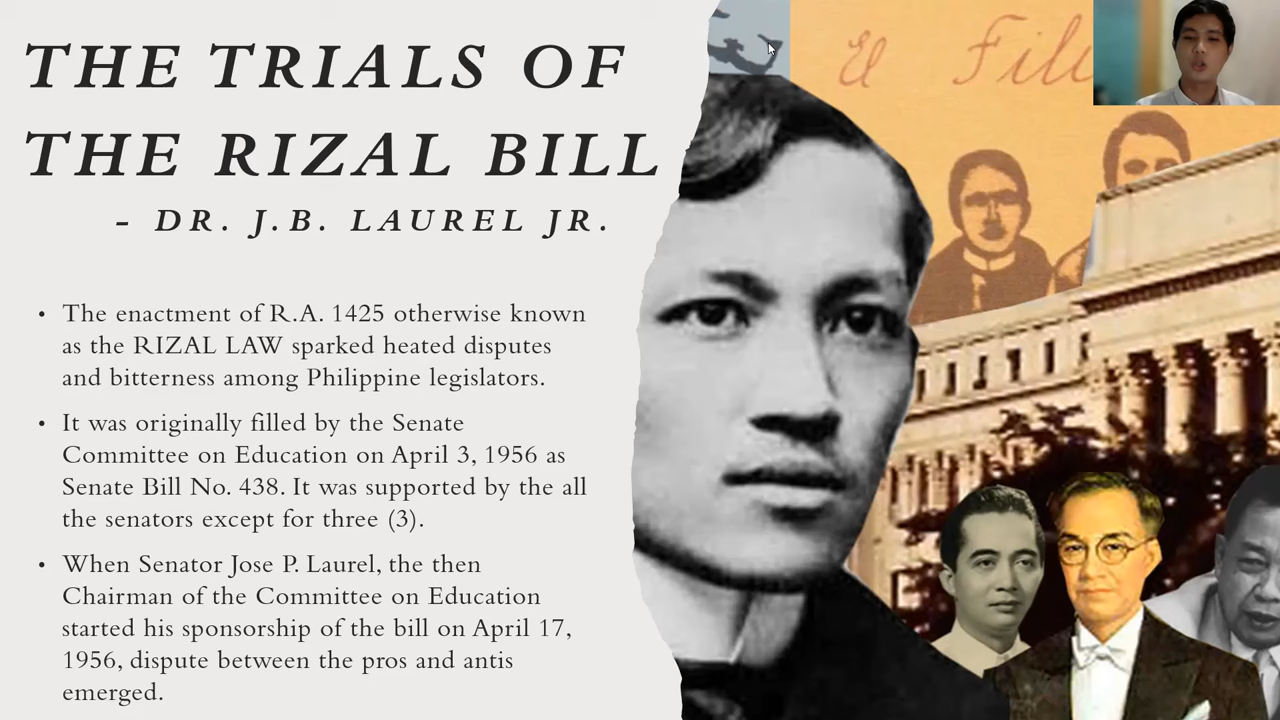 THE TRIALS OF
THE RIZAL BILL
- DR. J.B. LAUREL JR.
• The enactment of R.A. 1425 otherwise known
as the RIZAL LAW sparked heated disputes
and bitterness among Philippine legislators.
• It was originally filled by the Senate
Committee on Education on April 3, 1956 as
Senate Bill No. 438. It was supported by the all
the senators except for three (3).
• When Senator Jose P. Laurel, the then
Chairman of the Committee on Education
started his sponsorship of the bill on April 17,
1956, dispute between the pros and antis
emerged.
El Fili